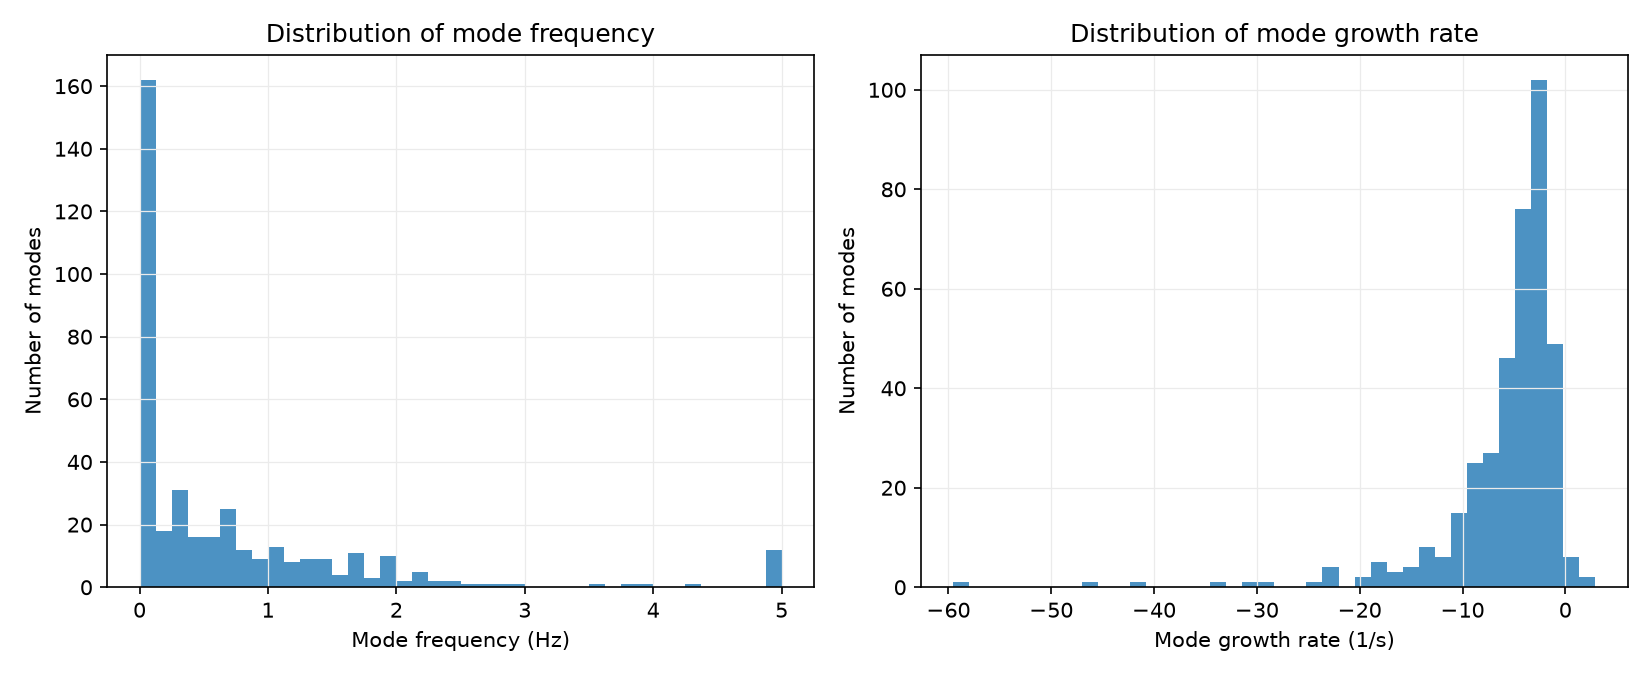 Distribution of mode frequency
160
140
120
100
80
60
40
20
0
Number of modes
0 1 2 3 4 5
Mode frequency (Hz)
Distribution of mode growth rate
100
80
60
40
20
0
Number of modes
−60 −50 −40 −30 −20 −10 0
Mode growth rate (1/s)